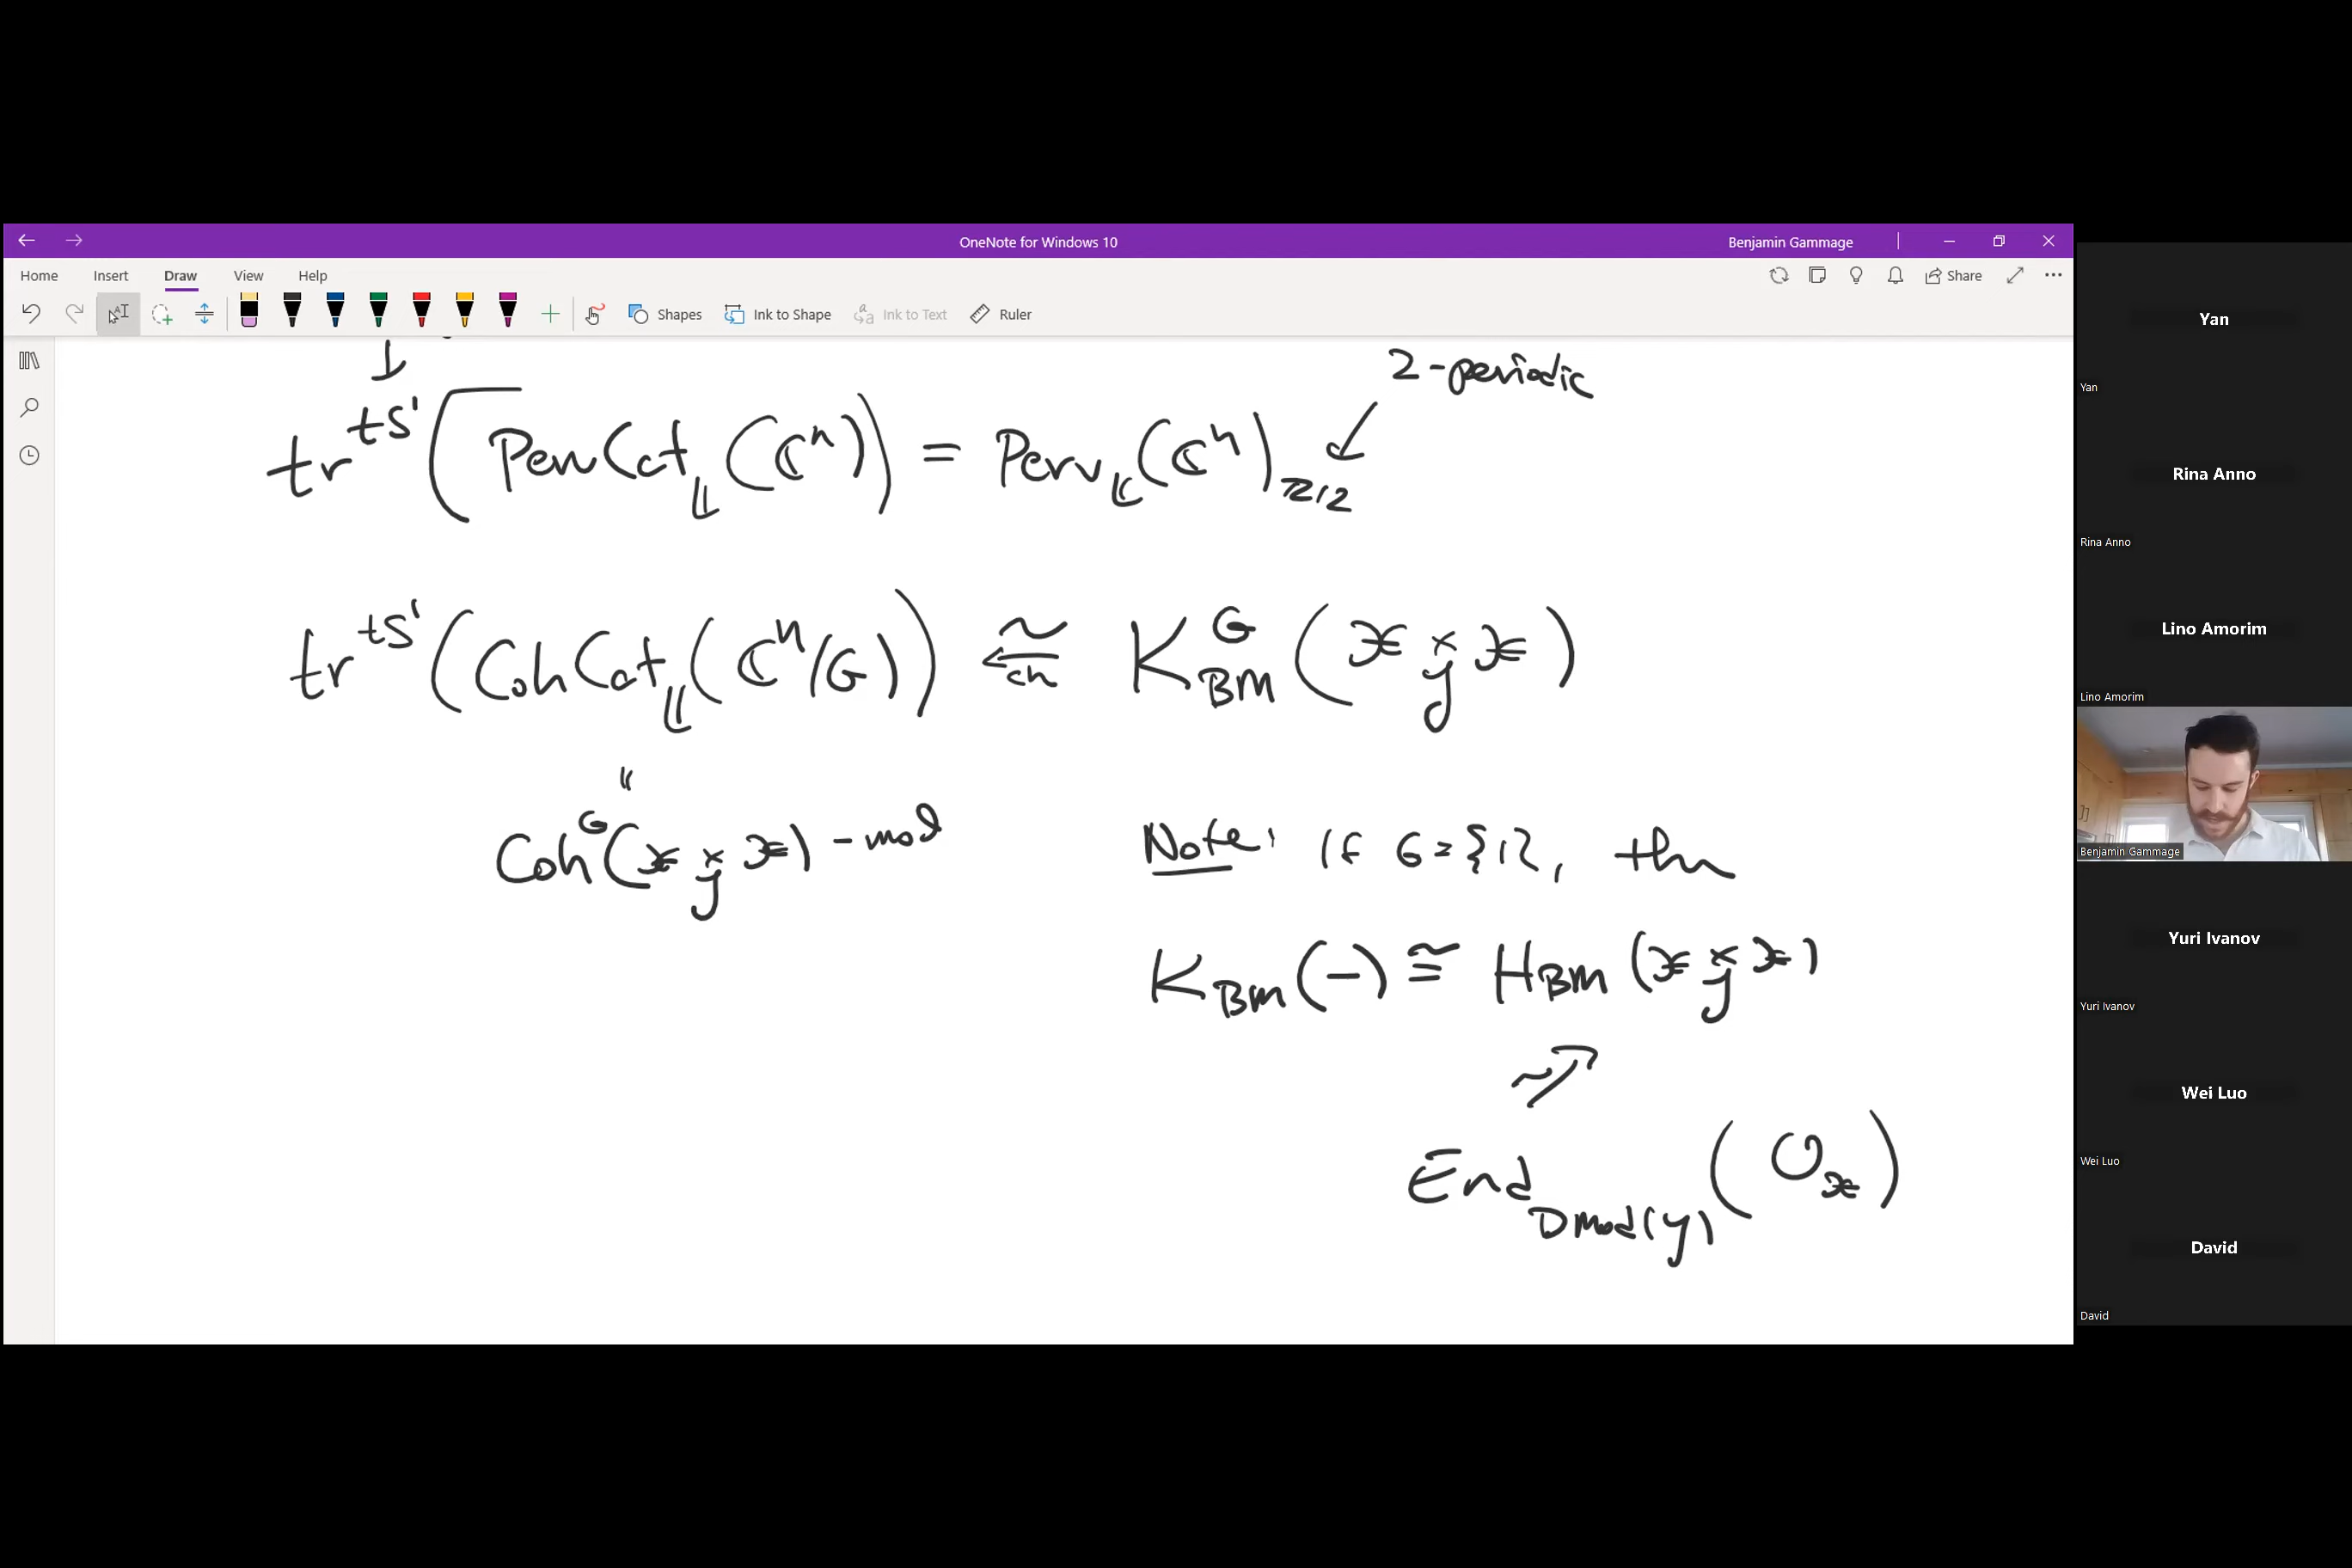 OneNote for Windows 10
Benjamin Gammage
Home Insert Draw View Help
Share
Shapes Ink to Shape Ink to Text Ruler
2-periodic
tr^{tS^1}(PervCat_𝕃(ℂ^n)) = Perv_𝕃(ℂ^n)_{ℤ/2}
tr^{tS^1}(CohCat_𝕃(ℂ^n/G)) ⥲_{ch} K^G_{BM}(𝒳 ×_y 𝒳)
"
Coh^G(𝒳 ×_y 𝒳)-mod
Note: If G = {1}, then
K_{BM}(-) ≅ H_{BM}(𝒳 ×_y 𝒳)
~
End_{Dmod(y)}(O_𝒳)
Yan
Yan
Rina Anno
Rina Anno
Lino Amorim
Lino Amorim
Benjamin Gammage
Yuri Ivanov
Yuri Ivanov
Wei Luo
Wei Luo
David
David